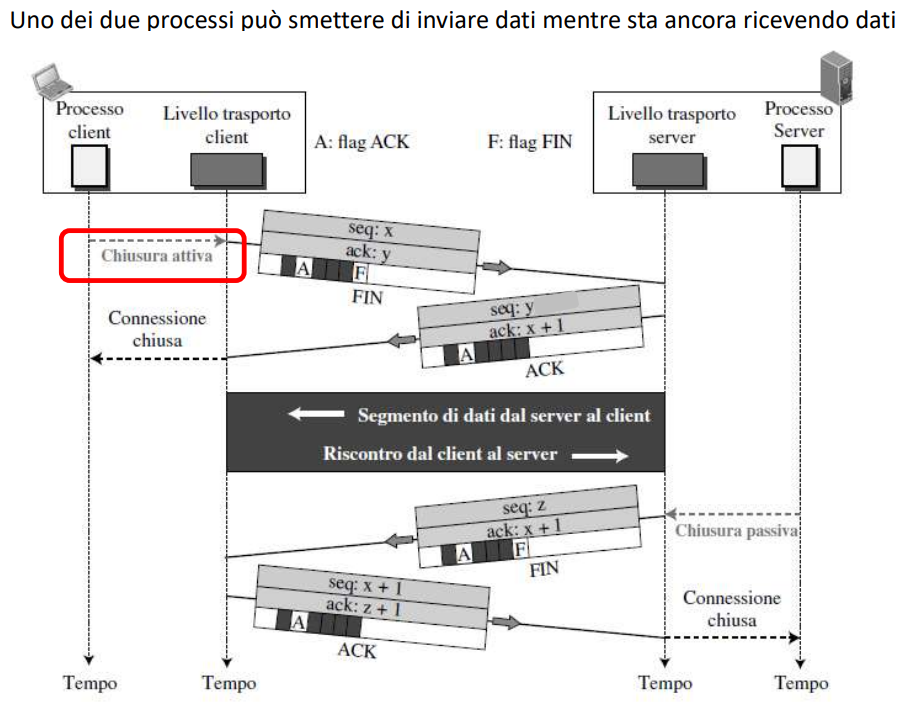 Uno dei due processi può smettere di inviare dati mentre sta ancora ricevendo dati
Processo
client
Livello trasporto
client
A: flag ACK
F: flag FIN
Livello trasporto
server
Processo
Server
Chiusura attiva
seq: x
ack: y
A
F
FIN
Connessione
chiusa
seq: y
ack: x + 1
A
ACK
Segmento di dati dal server al client
Riscontro dal client al server
seq: z
ack: x + 1
A
F
FIN
Chiusura passiva
seq: x + 1
ack: z + 1
A
ACK
Connessione
chiusa
Tempo
Tempo
Tempo
Tempo